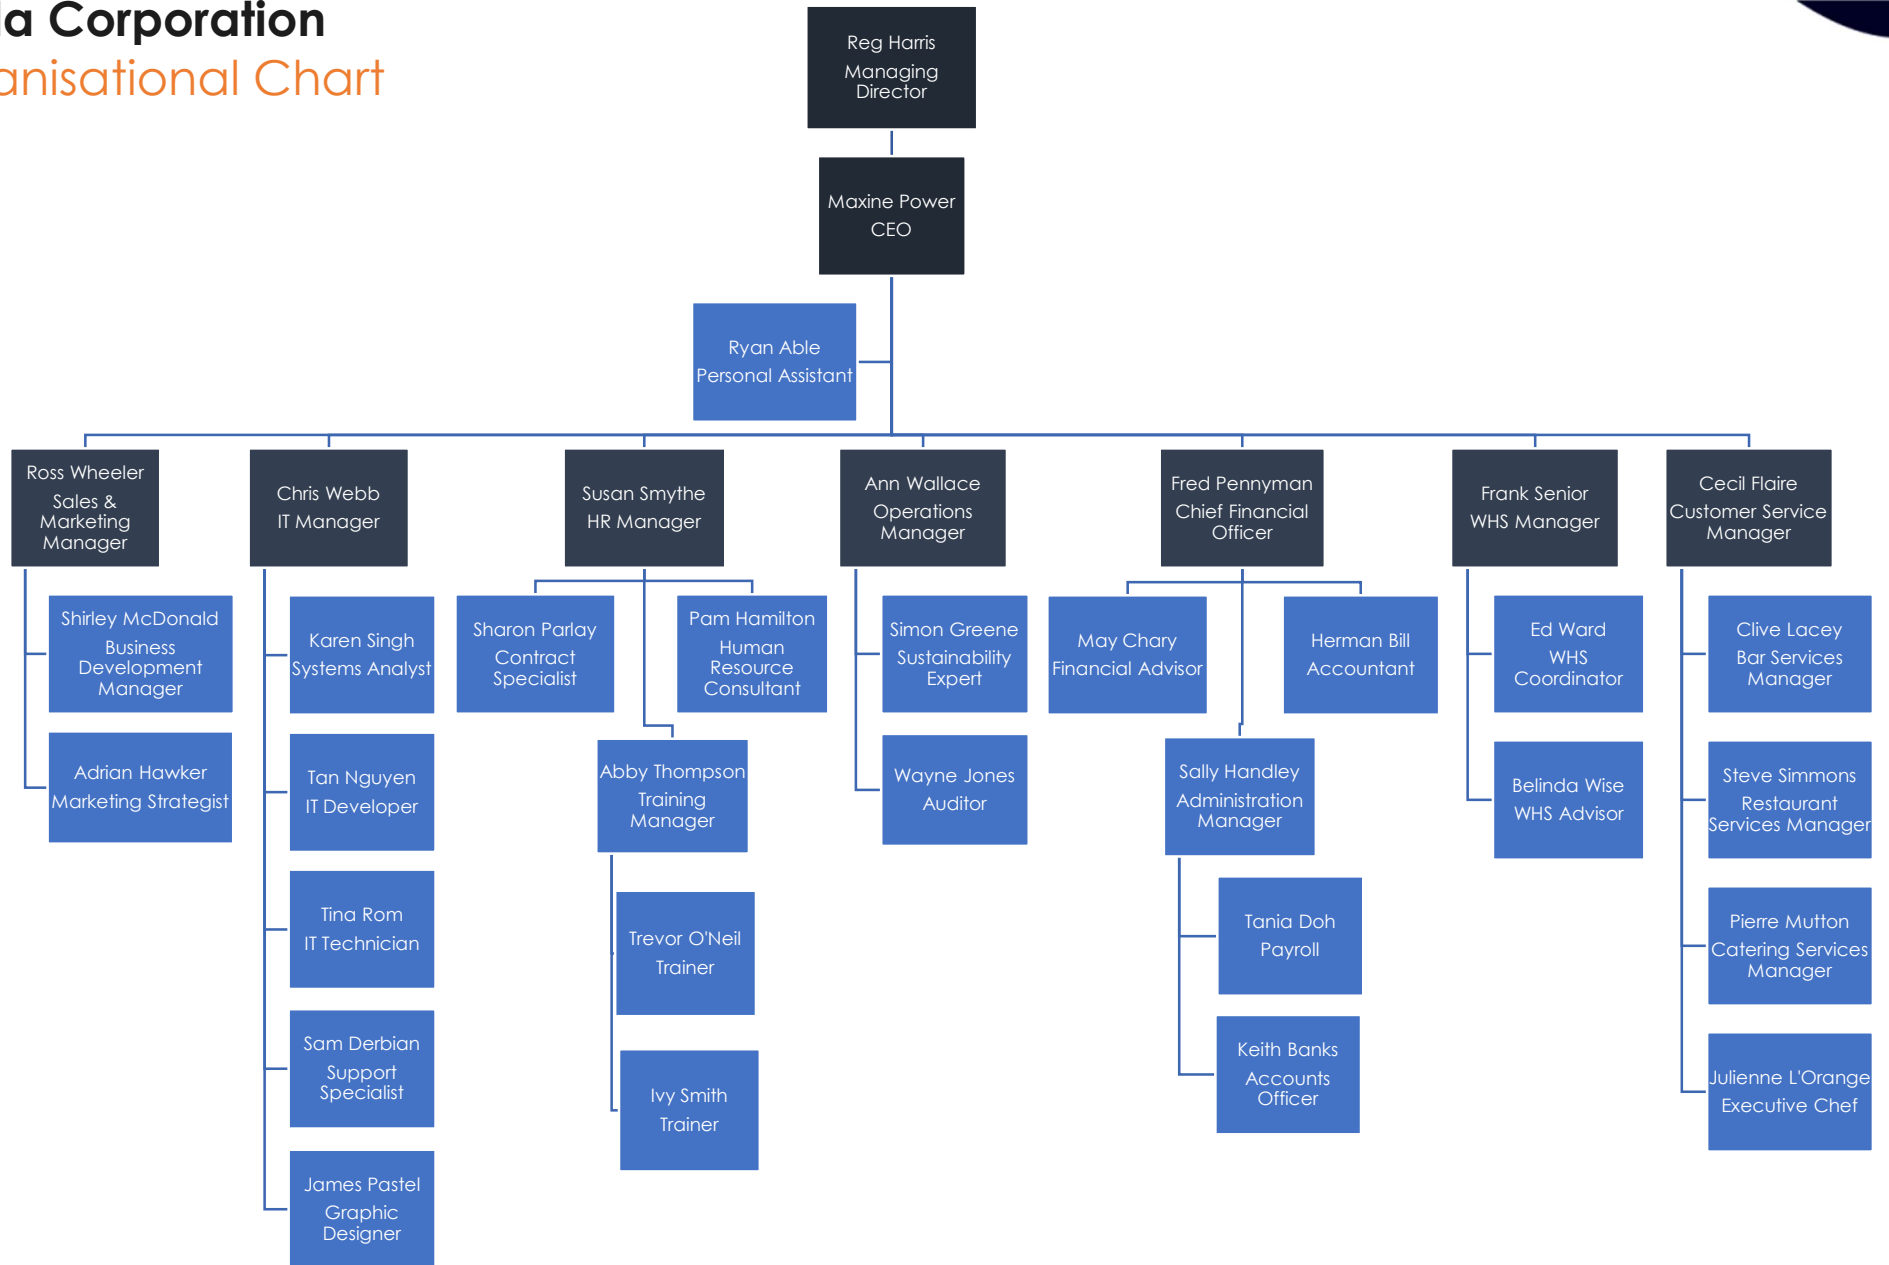 la Corporation
anisational Chart
Reg Harris
Managing
Director
Maxine Power
CEO
Ryan Able
Personal Assistant
Ross Wheeler
Sales &
Marketing
Manager
Chris Webb
IT Manager
Susan Smythe
HR Manager
Ann Wallace
Operations
Manager
Fred Pennyman
Chief Financial
Officer
Frank Senior
WHS Manager
Cecil Flaire
Customer Service
Manager
Shirley McDonald
Business
Development
Manager
Adrian Hawker
Marketing Strategist
Karen Singh
Systems Analyst
Tan Nguyen
IT Developer
Tina Rom
IT Technician
Sam Derbian
Support
Specialist
James Pastel
Graphic
Designer
Sharon Parlay
Contract
Specialist
Pam Hamilton
Human
Resource
Consultant
Abby Thompson
Training
Manager
Trevor O'Neil
Trainer
Ivy Smith
Trainer
Simon Greene
Sustainability
Expert
Wayne Jones
Auditor
May Chary
Financial Advisor
Herman Bill
Accountant
Sally Handley
Administration
Manager
Tania Doh
Payroll
Keith Banks
Accounts
Officer
Ed Ward
WHS
Coordinator
Belinda Wise
WHS Advisor
Clive Lacey
Bar Services
Manager
Steve Simmons
Restaurant
Services Manager
Pierre Mutton
Catering Services
Manager
Julienne L'Orange
Executive Chef